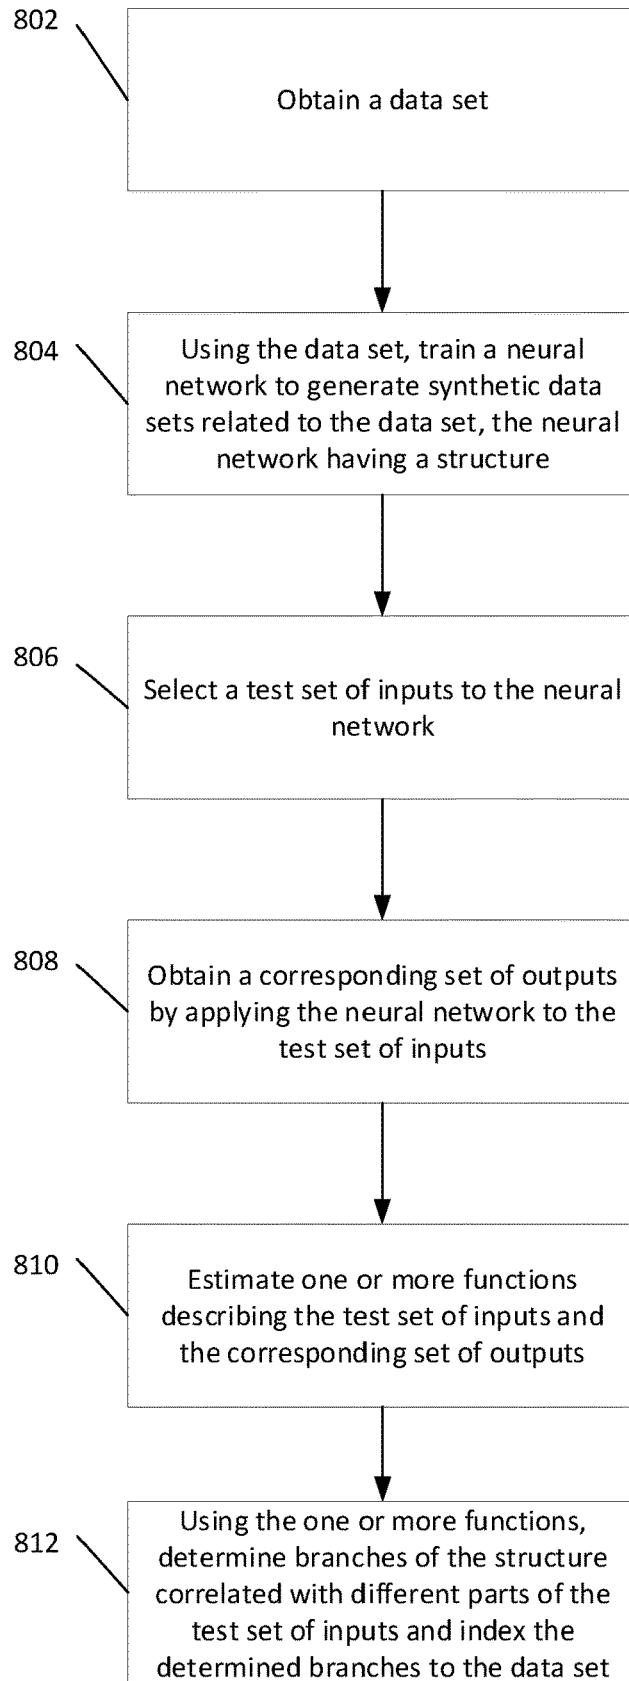 802
Obtain a data set
804
Using the data set, train a neural
network to generate synthetic data
sets related to the data set, the neural
network having a structure
806
Select a test set of inputs to the neural
network
808
Obtain a corresponding set of outputs
by applying the neural network to the
test set of inputs
810
Estimate one or more functions
describing the test set of inputs and
the corresponding set of outputs
812
Using the one or more functions,
determine branches of the structure
correlated with different parts of the
test set of inputs and index the
determined branches to the data set